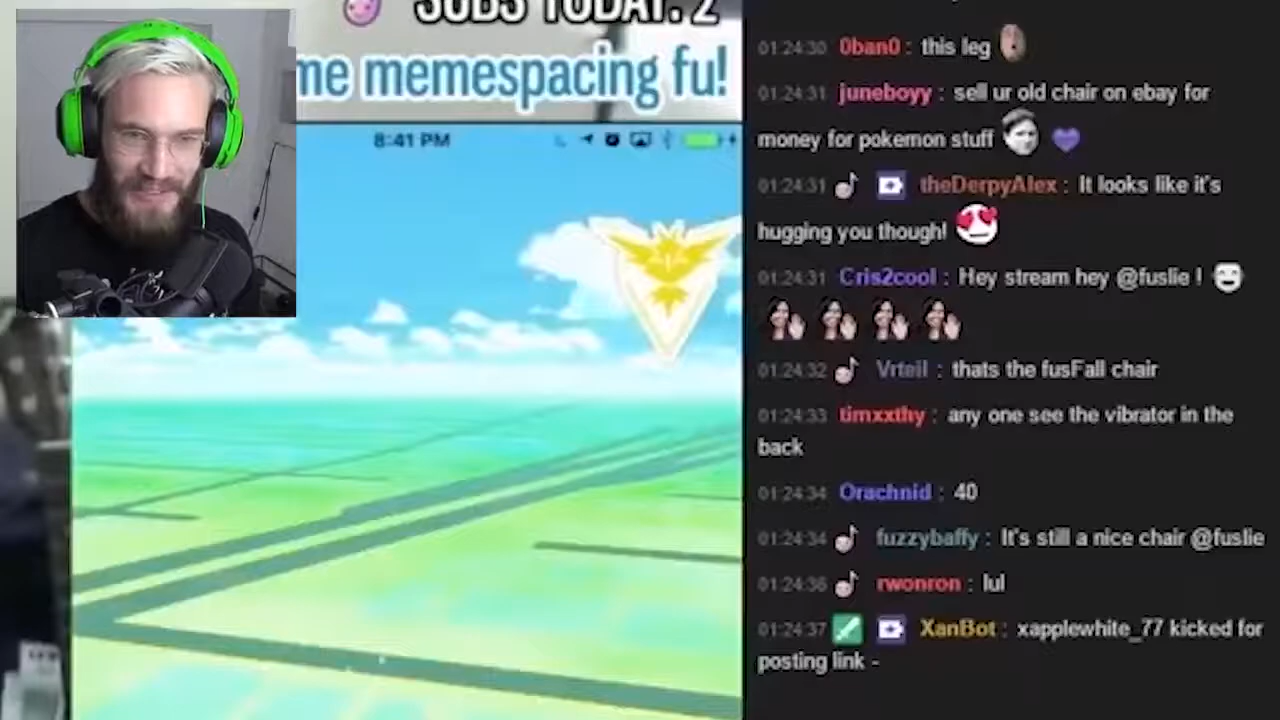 SUBS TODAY: 2
me memespacing fu!
8:41 PM
01:24:30 0ban0 : this leg
01:24:31 juneboyy : sell ur old chair on ebay for
money for pokemon stuff
01:24:31 theDerpyAlex : It looks like it's
hugging you though!
01:24:31 Cris2cool : Hey stream hey @fuslie !
01:24:32 Vrteil : thats the fusFall chair
01:24:33 timxxthy : any one see the vibrator in the
back
01:24:34 Orachnid : 40
01:24:34 fuzzybaffy : It's still a nice chair @fuslie
01:24:36 rwonron : lul
01:24:37 XanBot : xapplewhite_77 kicked for
posting link -